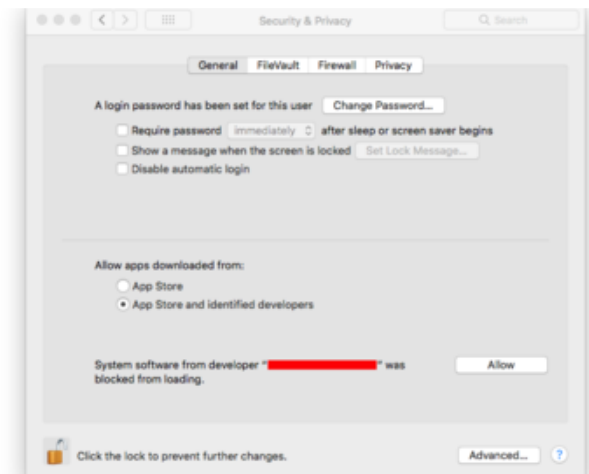 Security & Privacy
Search
General FileVault Firewall Privacy
A login password has been set for this user Change Password...
Require password immediately after sleep or screen saver begins
Show a message when the screen is locked Set Lock Message...
Disable automatic login
Allow apps downloaded from:
App Store
App Store and identified developers
System software from developer " " was
blocked from loading.
Allow
Click the lock to prevent further changes.
Advanced...
?